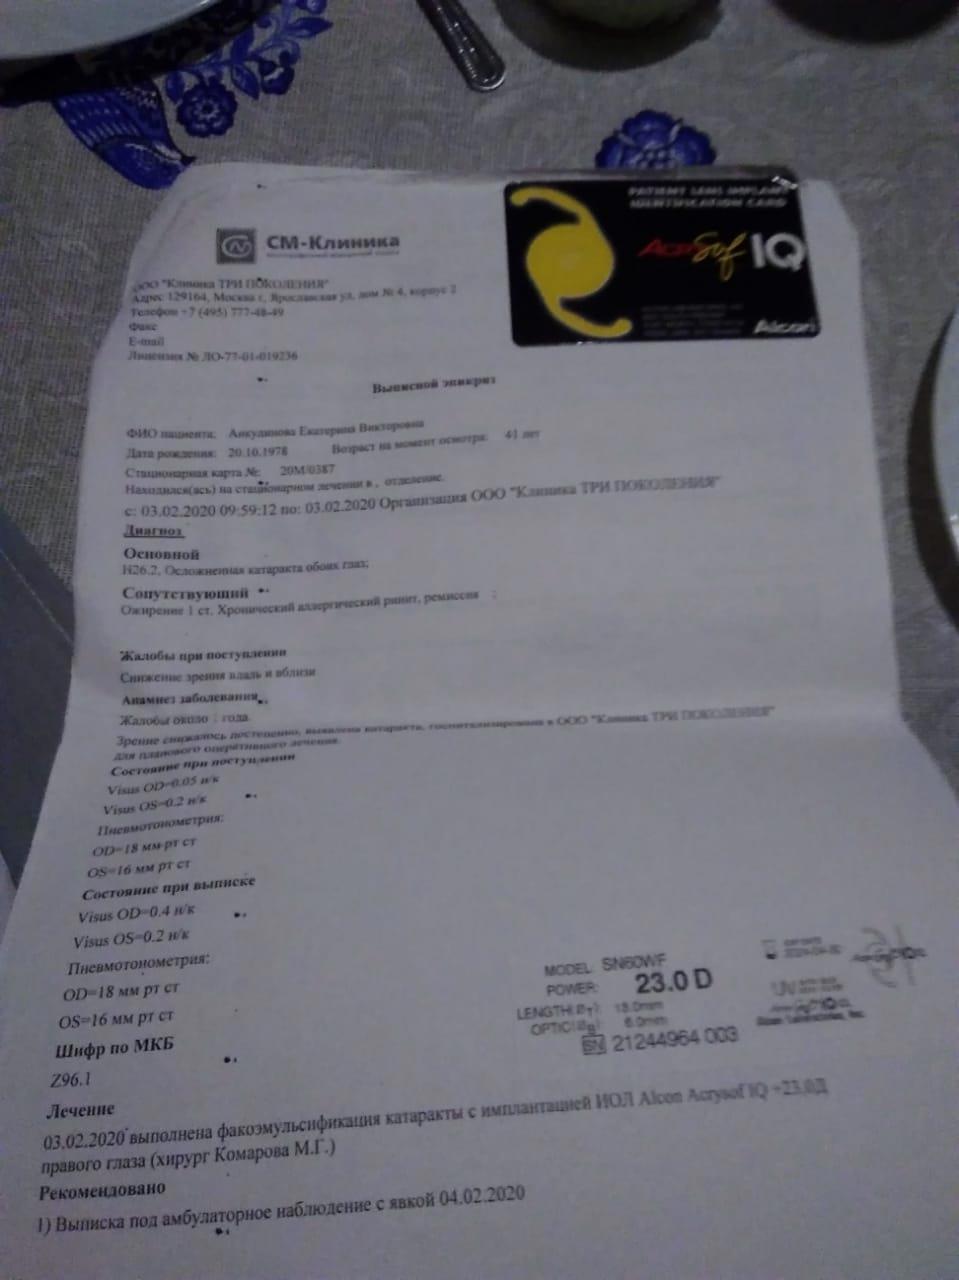 PATIENT LENS IMPLANT
IDENTIFICATION CARD
AcrySof IQ
Alcon
СМ-Клиника
ООО "Клиника ТРИ ПОКОЛЕНИЯ"
Адрес 129164, Москва г, Ярославская ул, дом № 4, корпус 2
Телефон +7 (495) 777-48-49
Факс
E-mail
Лицензия № ЛО-77-01-019236
Выписной эпикриз
ФИО пациента: Анкудинова Екатерина Викторовна
Дата рождения: 20.10.1978 Возраст на момент осмотра: 41 лет
Стационарная карта №: 20М/0387
Находился(ась) на стационарном лечении в , отделение.
с: 03.02.2020 09:59:12 по: 03.02.2020 Организация ООО "Клиника ТРИ ПОКОЛЕНИЯ"
Диагноз
Основной
H26.2, Осложненная катаракта обоих глаз;
Сопутствующий
Ожирение 1 ст. Хронический аллергический ринит, ремиссия
Жалобы при поступлении
Снижение зрения вдаль и вблизи
Анамнез заболевания
Жалобы около года
Зрение снижалось постепенно, выявлена катаракта, госпитализирована в ООО "Клиника ТРИ ПОКОЛЕНИЯ"
для планового оперативного лечения.
Состояние при поступлении
Visus OD=0.05 н/к
Visus OS=0.2 н/к
Пневмотонометрия:
OD=18 мм рт ст
OS=16 мм рт ст
Состояние при выписке
Visus OD=0.4 н/к
Visus OS=0.2 н/к
Пневмотонометрия:
OD=18 мм рт ст
OS=16 мм рт ст
MODEL: SN60WF
POWER: 23.0 D
LENGTH(ØT): 13.0mm
OPTIC(ØB): 6.0mm
SN 21244964 003
UV
Шифр по МКБ
Z96.1
Лечение
03.02.2020 выполнена факоэмульсификация катаракты с имплантацией ИОЛ Alcon Acrysof IQ +23,0Д
правого глаза (хирург Комарова М.Г.)
Рекомендовано
1) Выписка под амбулаторное наблюдение с явкой 04.02.2020